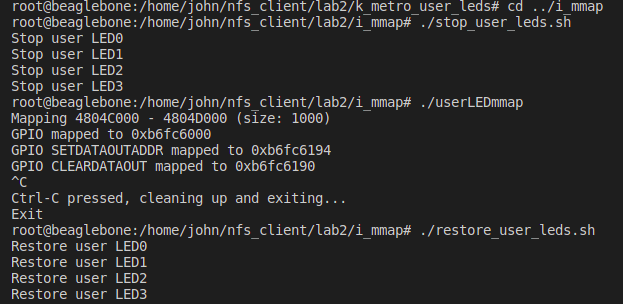 root@beaglebone:/home/john/nfs_client/lab2/k_metro_user_leds# cd ../i_mmap
root@beaglebone:/home/john/nfs_client/lab2/i_mmap# ./stop_user_leds.sh
Stop user LED0
Stop user LED1
Stop user LED2
Stop user LED3
root@beaglebone:/home/john/nfs_client/lab2/i_mmap# ./userLEDmmap
Mapping 4804C000 - 4804D000 (size: 1000)
GPIO mapped to 0xb6fc6000
GPIO SETDATAOUTADDR mapped to 0xb6fc6194
GPIO CLEARDATAOUT mapped to 0xb6fc6190
^C
Ctrl-C pressed, cleaning up and exiting...
Exit
root@beaglebone:/home/john/nfs_client/lab2/i_mmap# ./restore_user_leds.sh
Restore user LED0
Restore user LED1
Restore user LED2
Restore user LED3